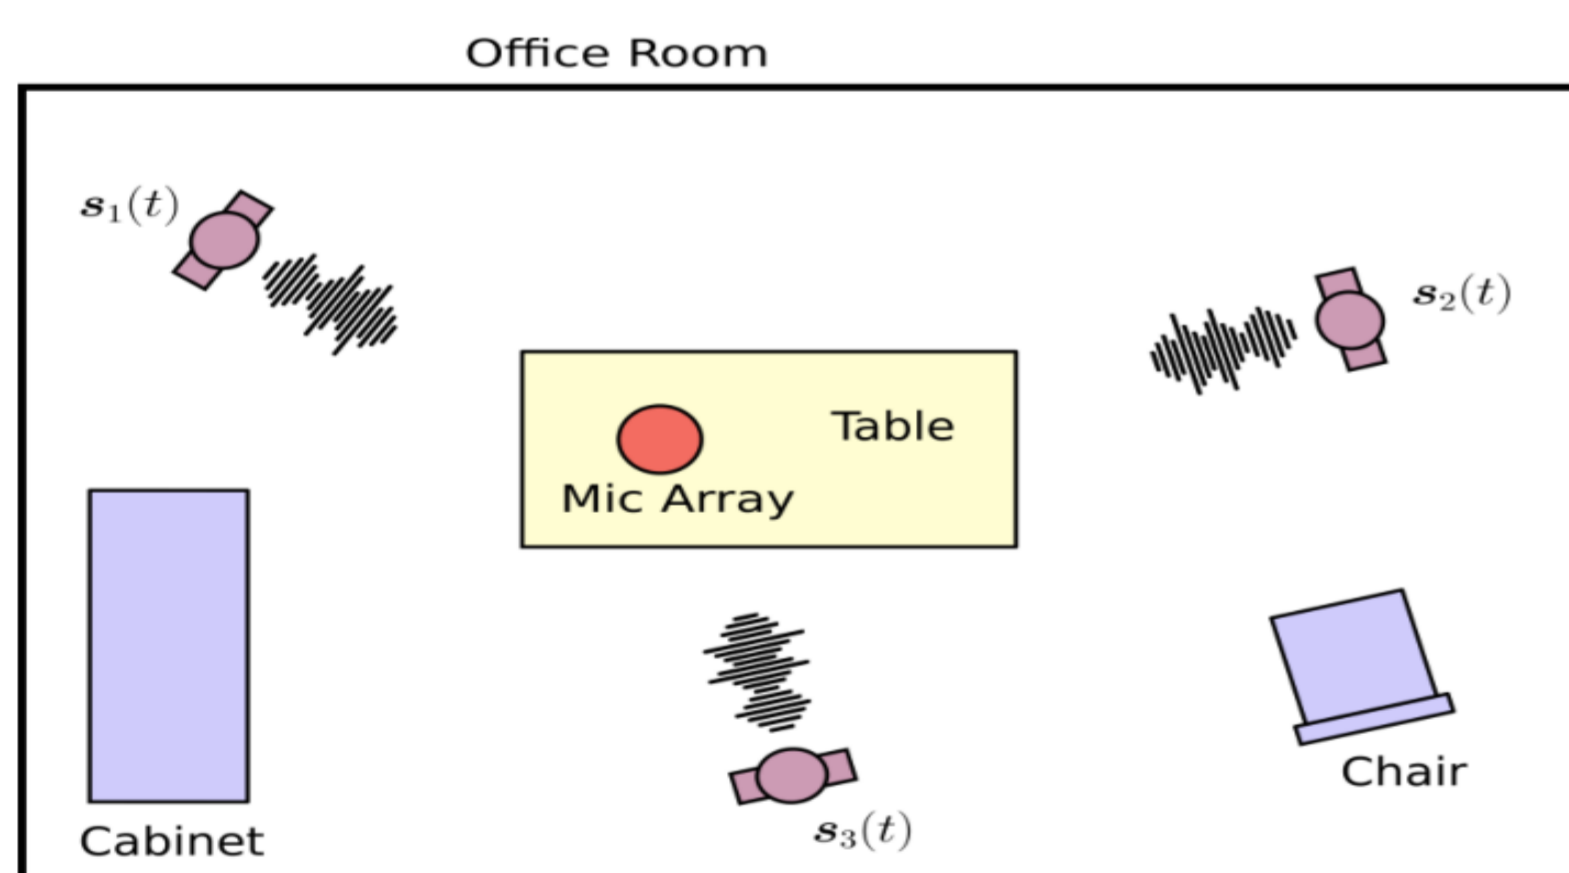 Office Room
s₁(t)
s₂(t)
Table
Mic Array
Chair
s₃(t)
Cabinet